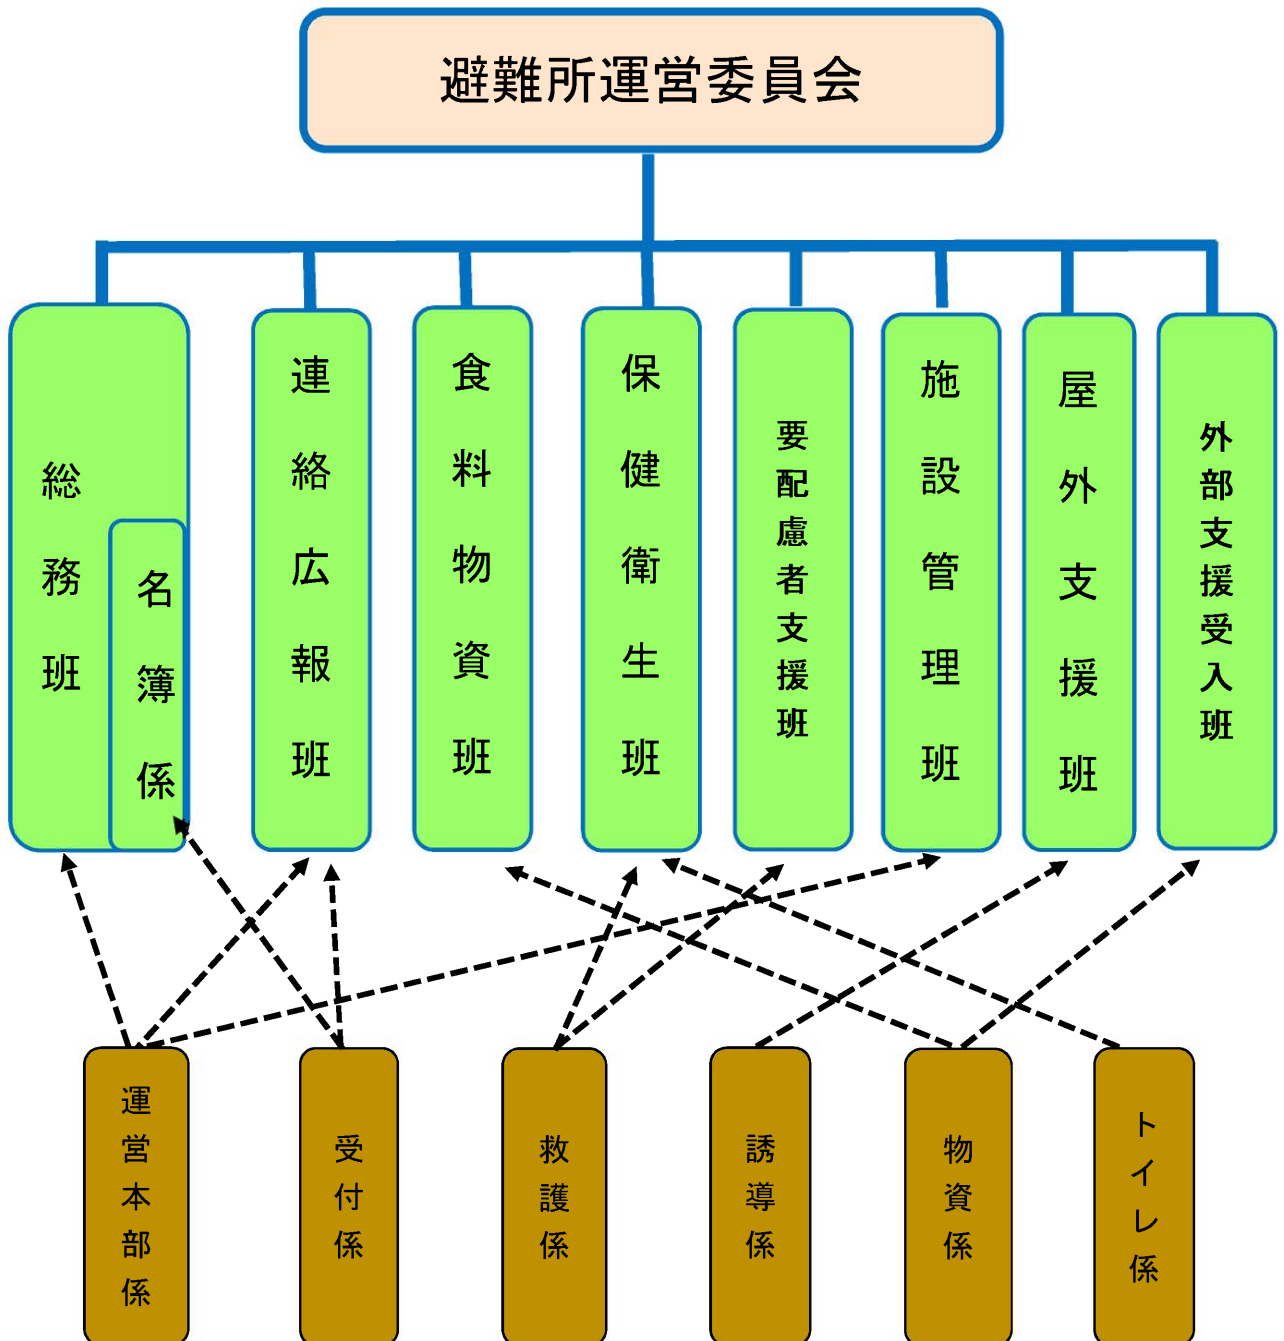 避難所運営委員会
総務班
名簿係
連絡広報班
食料物資班
保健衛生班
要配慮者支援班
施設管理班
屋外支援班
外部支援受入班
運営本部係
受付係
救護係
誘導係
物資係
トイレ係